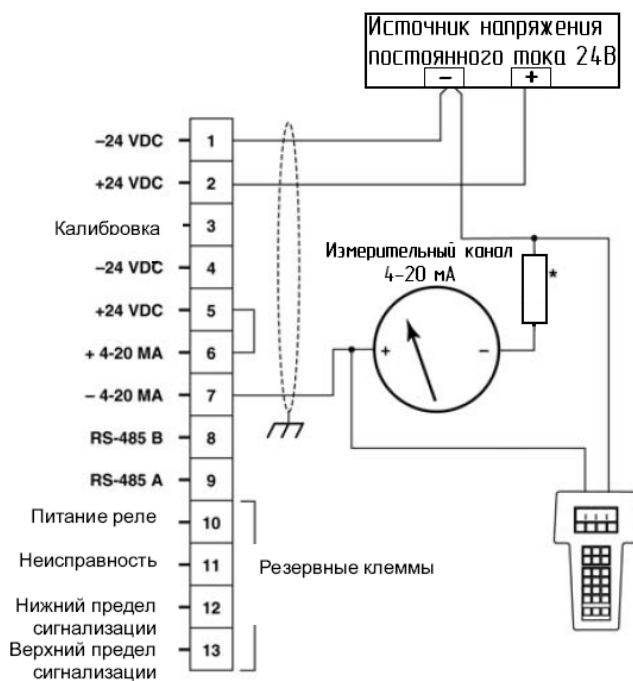 Источник напряжения
постоянного тока 24В
− +
−24 VDC 1
+24 VDC 2
Калибровка 3
−24 VDC 4
+24 VDC 5
+ 4-20 MA 6
− 4-20 MA 7
RS-485 B 8
RS-485 A 9
Питание реле 10
Неисправность 11
Нижний предел
сигнализации 12
Верхний предел
сигнализации 13
Измерительный канал
4-20 мА
*
+ −
Резервные клеммы